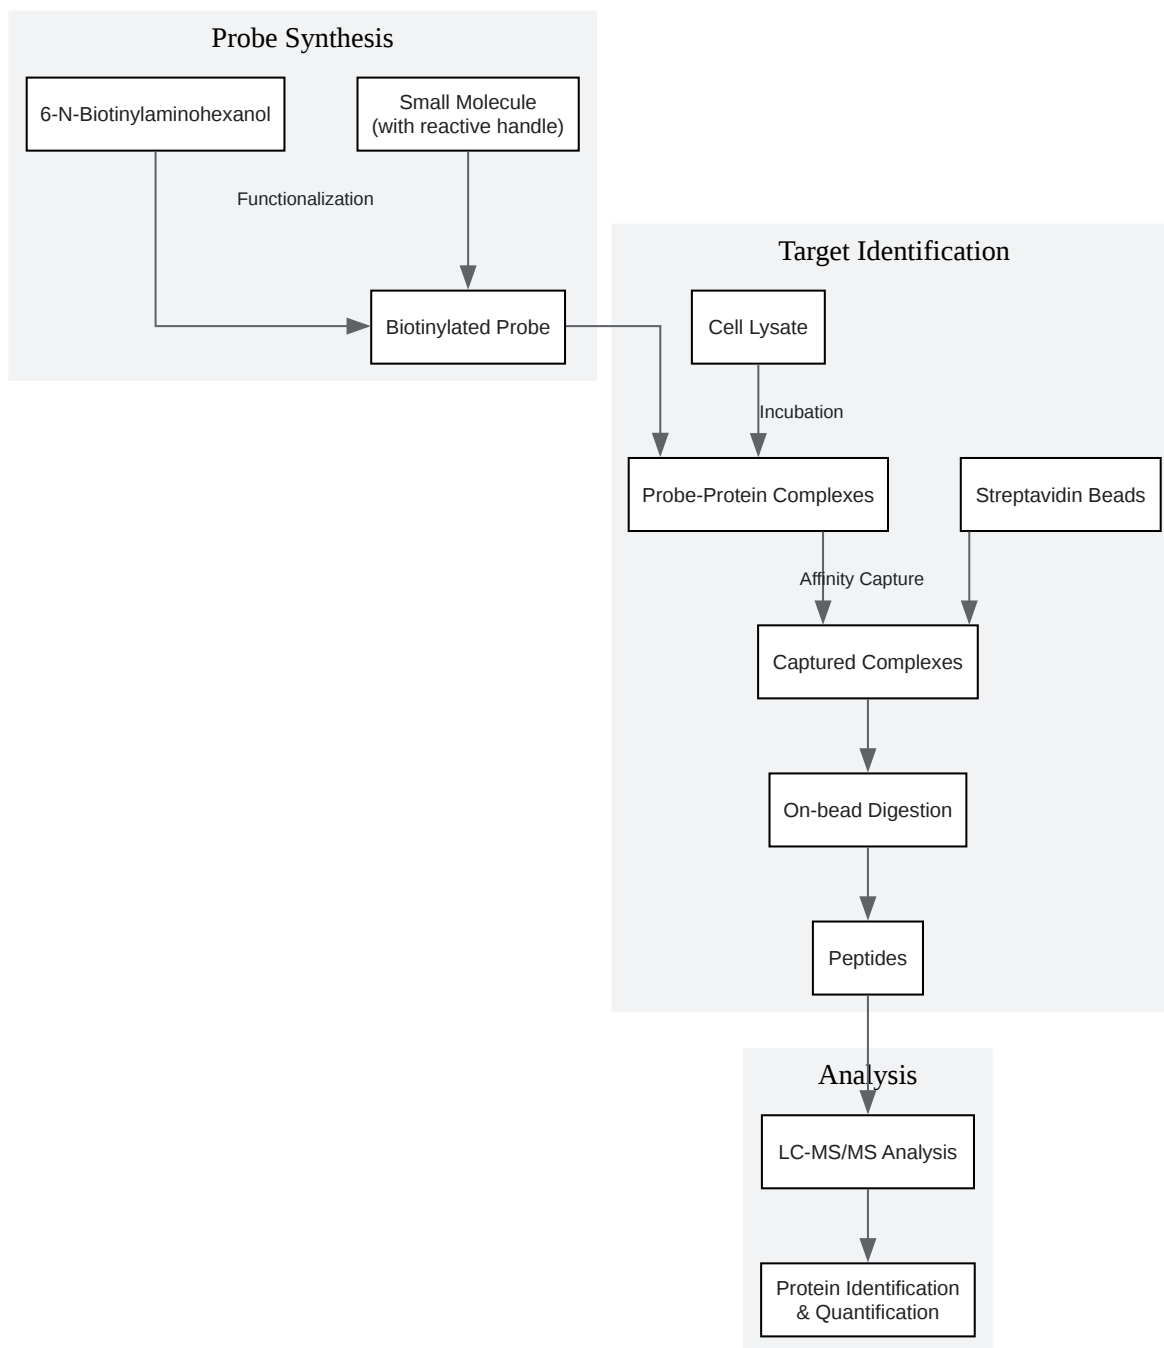 Probe Synthesis
6-N-Biotinylaminohexanol
Small Molecule
(with reactive handle)
Functionalization
Biotinylated Probe
Target Identification
Cell Lysate
Incubation
Probe-Protein Complexes
Streptavidin Beads
Affinity Capture
Captured Complexes
On-bead Digestion
Peptides
Analysis
LC-MS/MS Analysis
Protein Identification
& Quantification